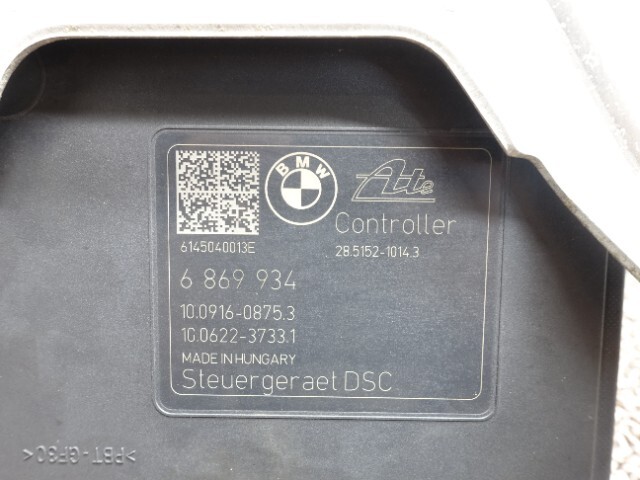 BMW
Ate
Controller
6145040013E
28.5152-1014.3
6 869 934
10.0916-0875.3
10.0622-3733.1
MADE IN HUNGARY
Steuergeraet DSC
>PBT-GF30<